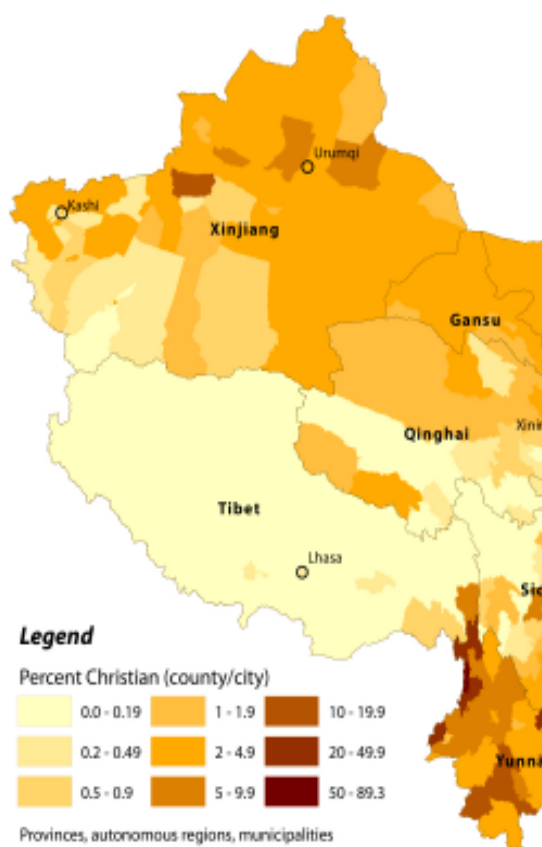 Urumqi
Kashi
Xinjiang
Gansu
Qinghai
Tibet
Lhasa
Legend
Percent Christian (county/city)
0.0 - 0.19
1 - 1.9
10 - 19.9
0.2 - 0.49
2 - 4.9
20 - 49.9
0.5 - 0.9
5 - 9.9
50 - 89.3
Provinces, autonomous regions, municipalities